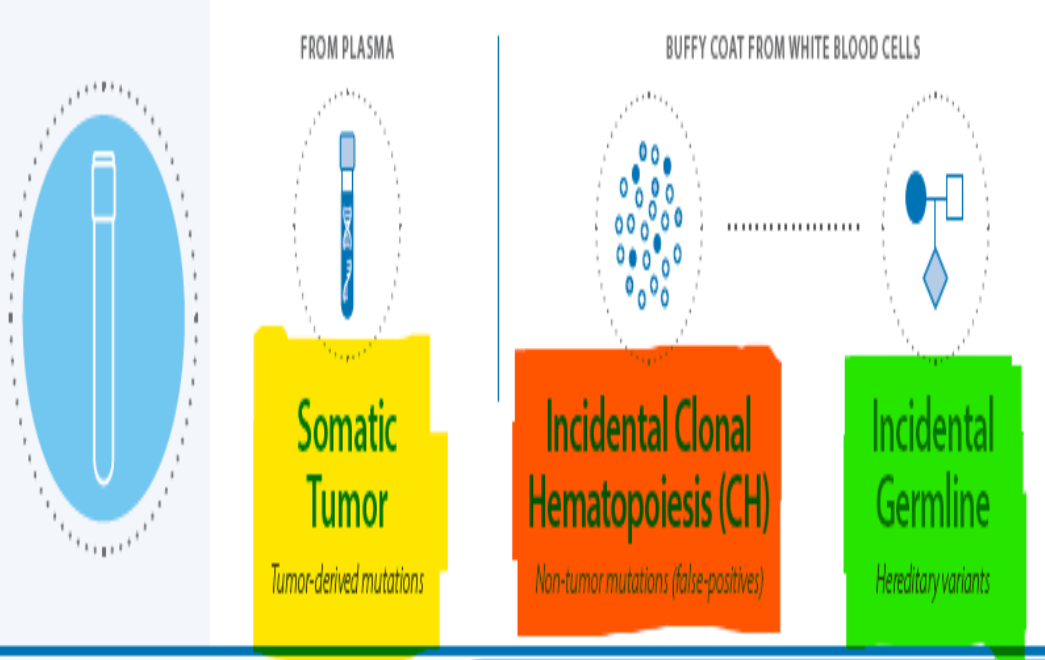 FROM PLASMA
BUFFY COAT FROM WHITE BLOOD CELLS
Somatic
Tumor
Tumor-derived mutations
Incidental Clonal
Hematopoiesis (CH)
Non-tumor mutations (false-positives)
Incidental
Germline
Hereditary variants